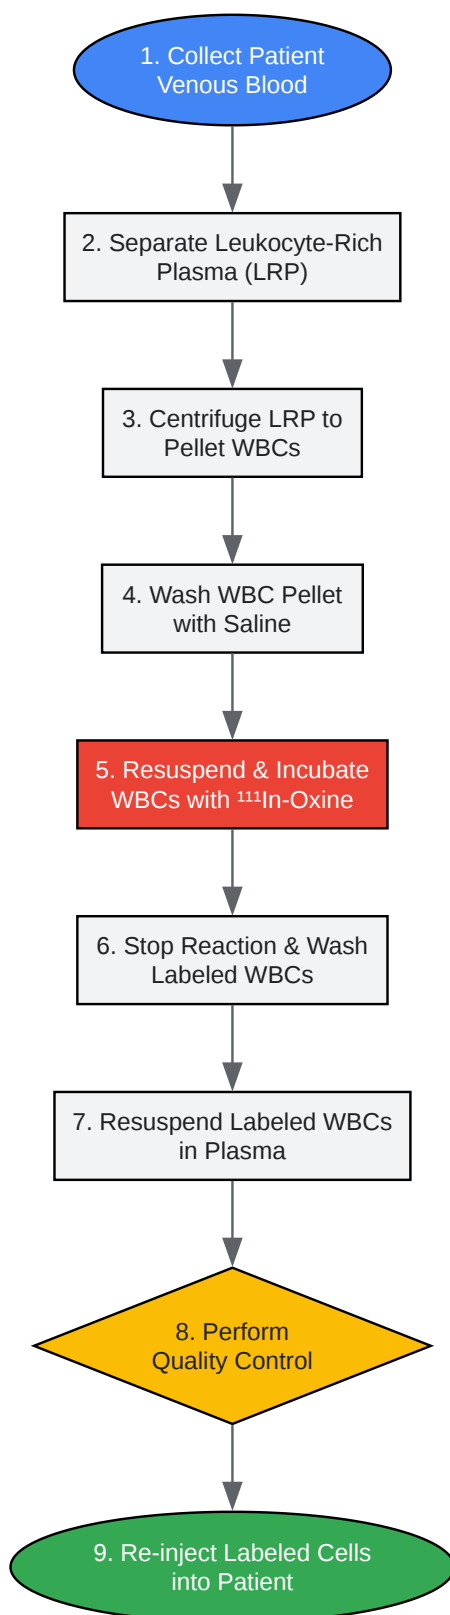 1. Collect Patient
Venous Blood
2. Separate Leukocyte-Rich
Plasma (LRP)
3. Centrifuge LRP to
Pellet WBCs
4. Wash WBC Pellet
with Saline
5. Resuspend & Incubate
WBCs with ¹¹¹In-Oxine
6. Stop Reaction & Wash
Labeled WBCs
7. Resuspend Labeled WBCs
in Plasma
8. Perform
Quality Control
9. Re-inject Labeled Cells
into Patient